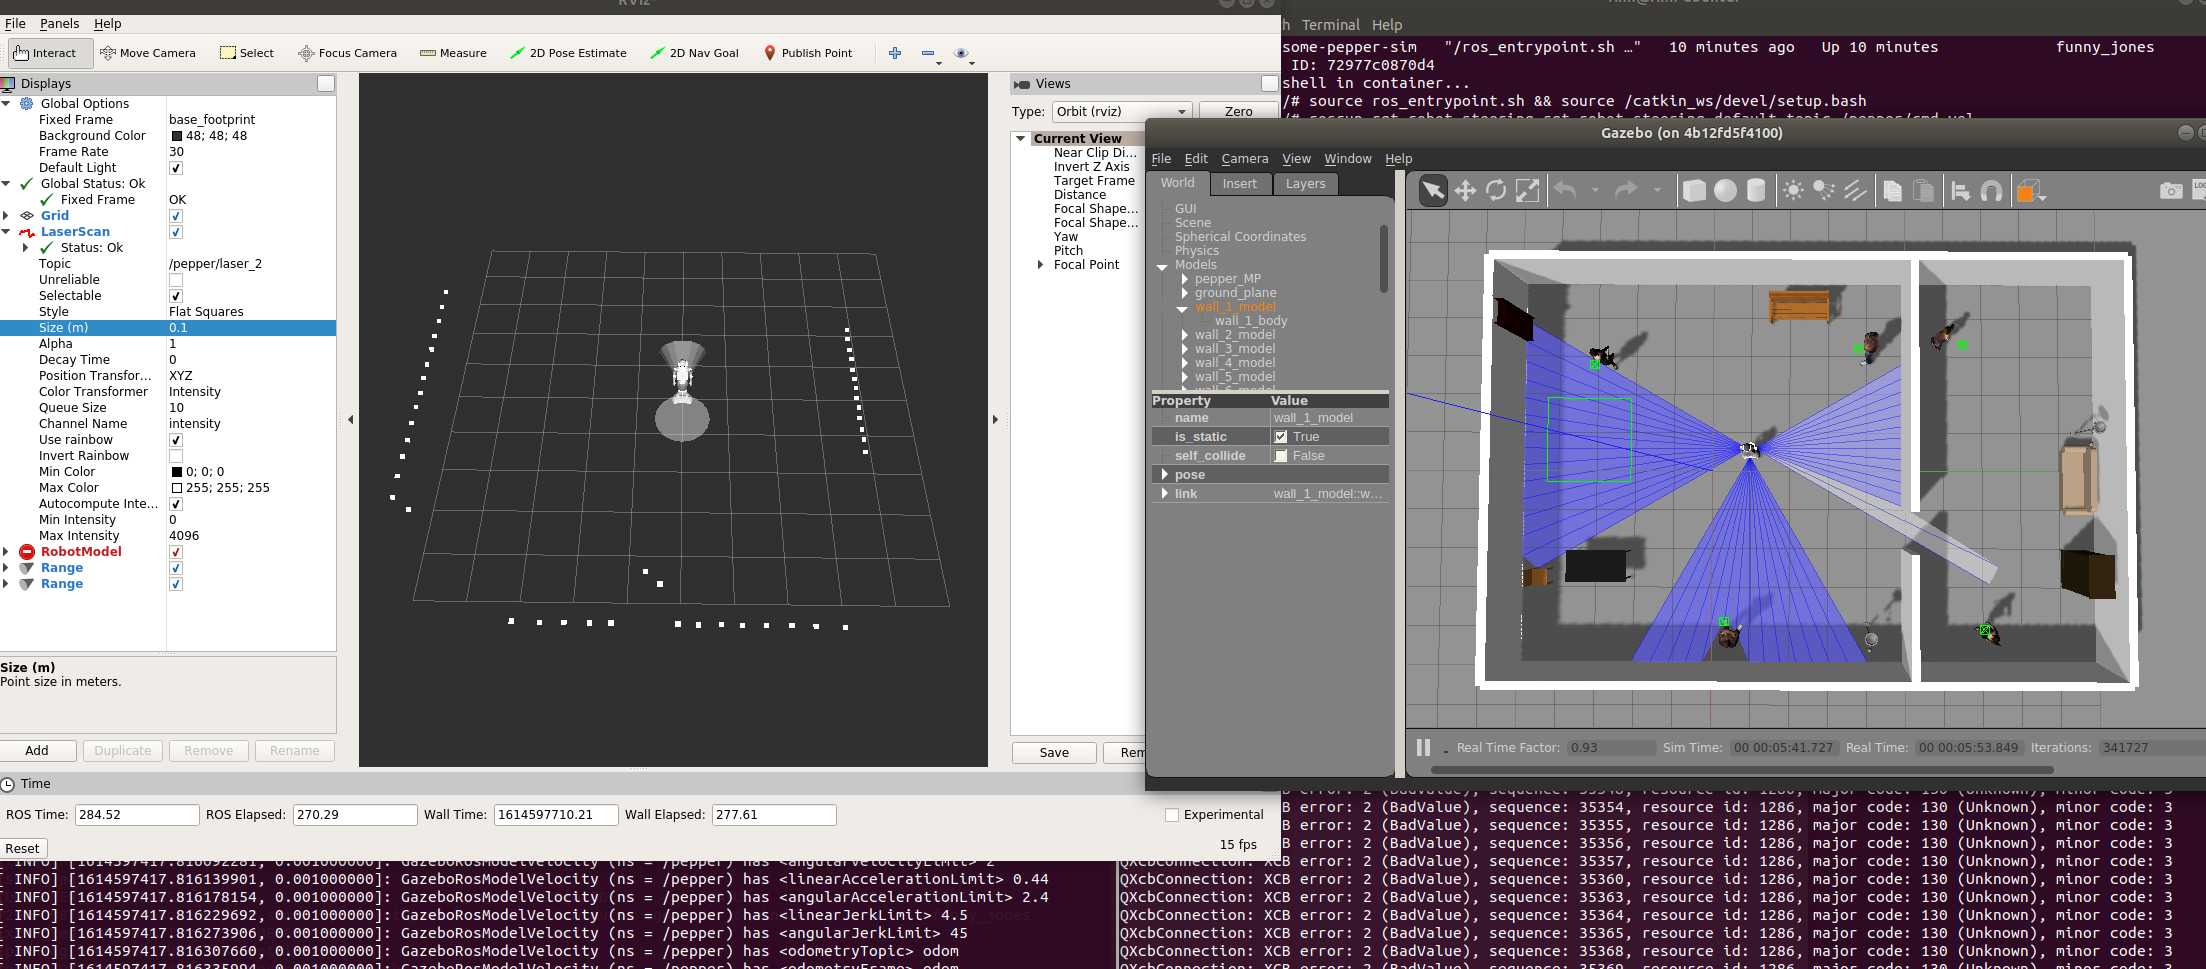 File Panels Help
Interact Move Camera Select Focus Camera Measure 2D Pose Estimate 2D Nav Goal Publish Point
Displays
Global Options
Fixed Frame base_footprint
Background Color 48; 48; 48
Frame Rate 30
Default Light
Global Status: Ok
Fixed Frame OK
Grid
LaserScan
Status: Ok
Topic /pepper/laser_2
Unreliable
Selectable
Style Flat Squares
Size (m) 0.1
Alpha 1
Decay Time 0
Position Transfor... XYZ
Color Transformer Intensity
Queue Size 10
Channel Name intensity
Use rainbow
Invert Rainbow
Min Color 0; 0; 0
Max Color 255; 255; 255
Autocompute Inte...
Min Intensity 0
Max Intensity 4096
RobotModel
Range
Range
Size (m)
Point size in meters.
Add Duplicate Remove Rename
Views
Type: Orbit (rviz) Zero
Current View
Near Clip Di...
Invert Z Axis
Target Frame
Distance
Focal Shape...
Focal Shape...
Yaw
Pitch
Focal Point
Save Rem
Time
ROS Time: 284.52 ROS Elapsed: 270.29 Wall Time: 1614597710.21 Wall Elapsed: 277.61 Experimental
Reset 15 fps
h Terminal Help
some-pepper-sim "/ros_entrypoint.sh …" 10 minutes ago Up 10 minutes funny_jones
ID: 72977c0870d4
shell in container...
/# source ros_entrypoint.sh && source /catkin_ws/devel/setup.bash
Gazebo (on 4b12fd5f4100)
File Edit Camera View Window Help
World Insert Layers
GUI
Scene
Spherical Coordinates
Physics
Models
pepper_MP
ground_plane
wall_1_model
wall_1_body
wall_2_model
wall_3_model
wall_4_model
wall_5_model
Property Value
name wall_1_model
is_static True
self_collide False
pose
link wall_1_model::w...
Real Time Factor: 0.93 Sim Time: 00 00:05:41.727 Real Time: 00 00:05:53.849 Iterations: 341727
[ INFO] [1614597417.816092281, 0.001000000]: GazeboRosModelVelocity (ns = /pepper) has <angularVelocityLimit> 2
[ INFO] [1614597417.816139901, 0.001000000]: GazeboRosModelVelocity (ns = /pepper) has <linearAccelerationLimit> 0.44
[ INFO] [1614597417.816178154, 0.001000000]: GazeboRosModelVelocity (ns = /pepper) has <angularAccelerationLimit> 2.4
[ INFO] [1614597417.816229692, 0.001000000]: GazeboRosModelVelocity (ns = /pepper) has <linearJerkLimit> 4.5
[ INFO] [1614597417.816273906, 0.001000000]: GazeboRosModelVelocity (ns = /pepper) has <angularJerkLimit> 45
[ INFO] [1614597417.816307660, 0.001000000]: GazeboRosModelVelocity (ns = /pepper) has <odometryTopic> odom
B error: 2 (BadValue), sequence: 35354, resource id: 1286, major code: 130 (Unknown), minor code: 3
B error: 2 (BadValue), sequence: 35355, resource id: 1286, major code: 130 (Unknown), minor code: 3
B error: 2 (BadValue), sequence: 35356, resource id: 1286, major code: 130 (Unknown), minor code: 3
QXcbConnection: XCB error: 2 (BadValue), sequence: 35357, resource id: 1286, major code: 130 (Unknown), minor code: 3
QXcbConnection: XCB error: 2 (BadValue), sequence: 35360, resource id: 1286, major code: 130 (Unknown), minor code: 3
QXcbConnection: XCB error: 2 (BadValue), sequence: 35363, resource id: 1286, major code: 130 (Unknown), minor code: 3
QXcbConnection: XCB error: 2 (BadValue), sequence: 35364, resource id: 1286, major code: 130 (Unknown), minor code: 3
QXcbConnection: XCB error: 2 (BadValue), sequence: 35365, resource id: 1286, major code: 130 (Unknown), minor code: 3
QXcbConnection: XCB error: 2 (BadValue), sequence: 35368, resource id: 1286, major code: 130 (Unknown), minor code: 3